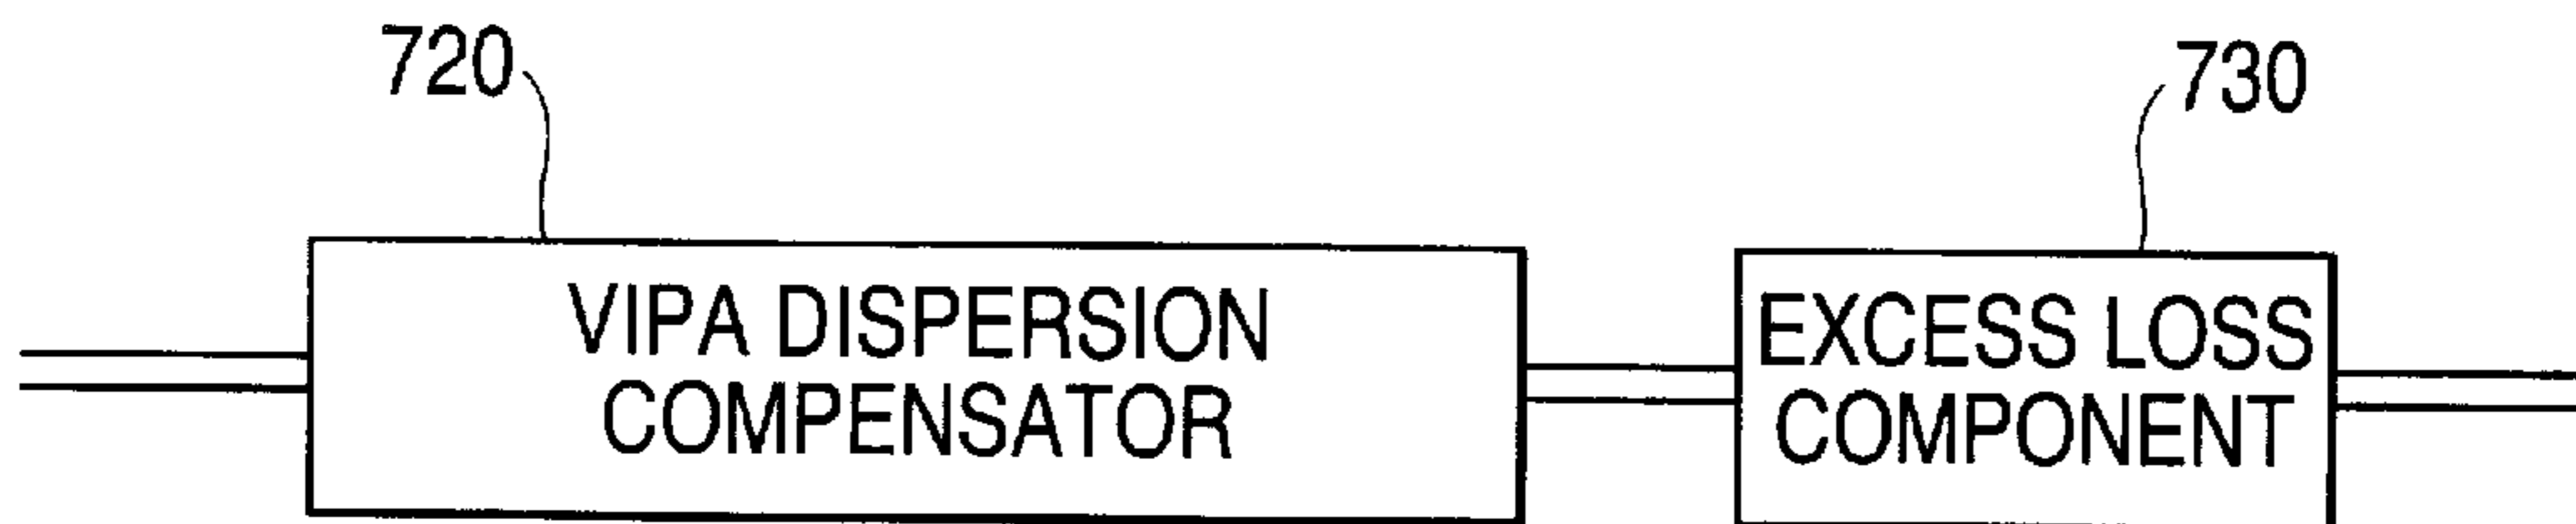 720
730
VIPA DISPERSION
COMPENSATOR
EXCESS LOSS
COMPONENT